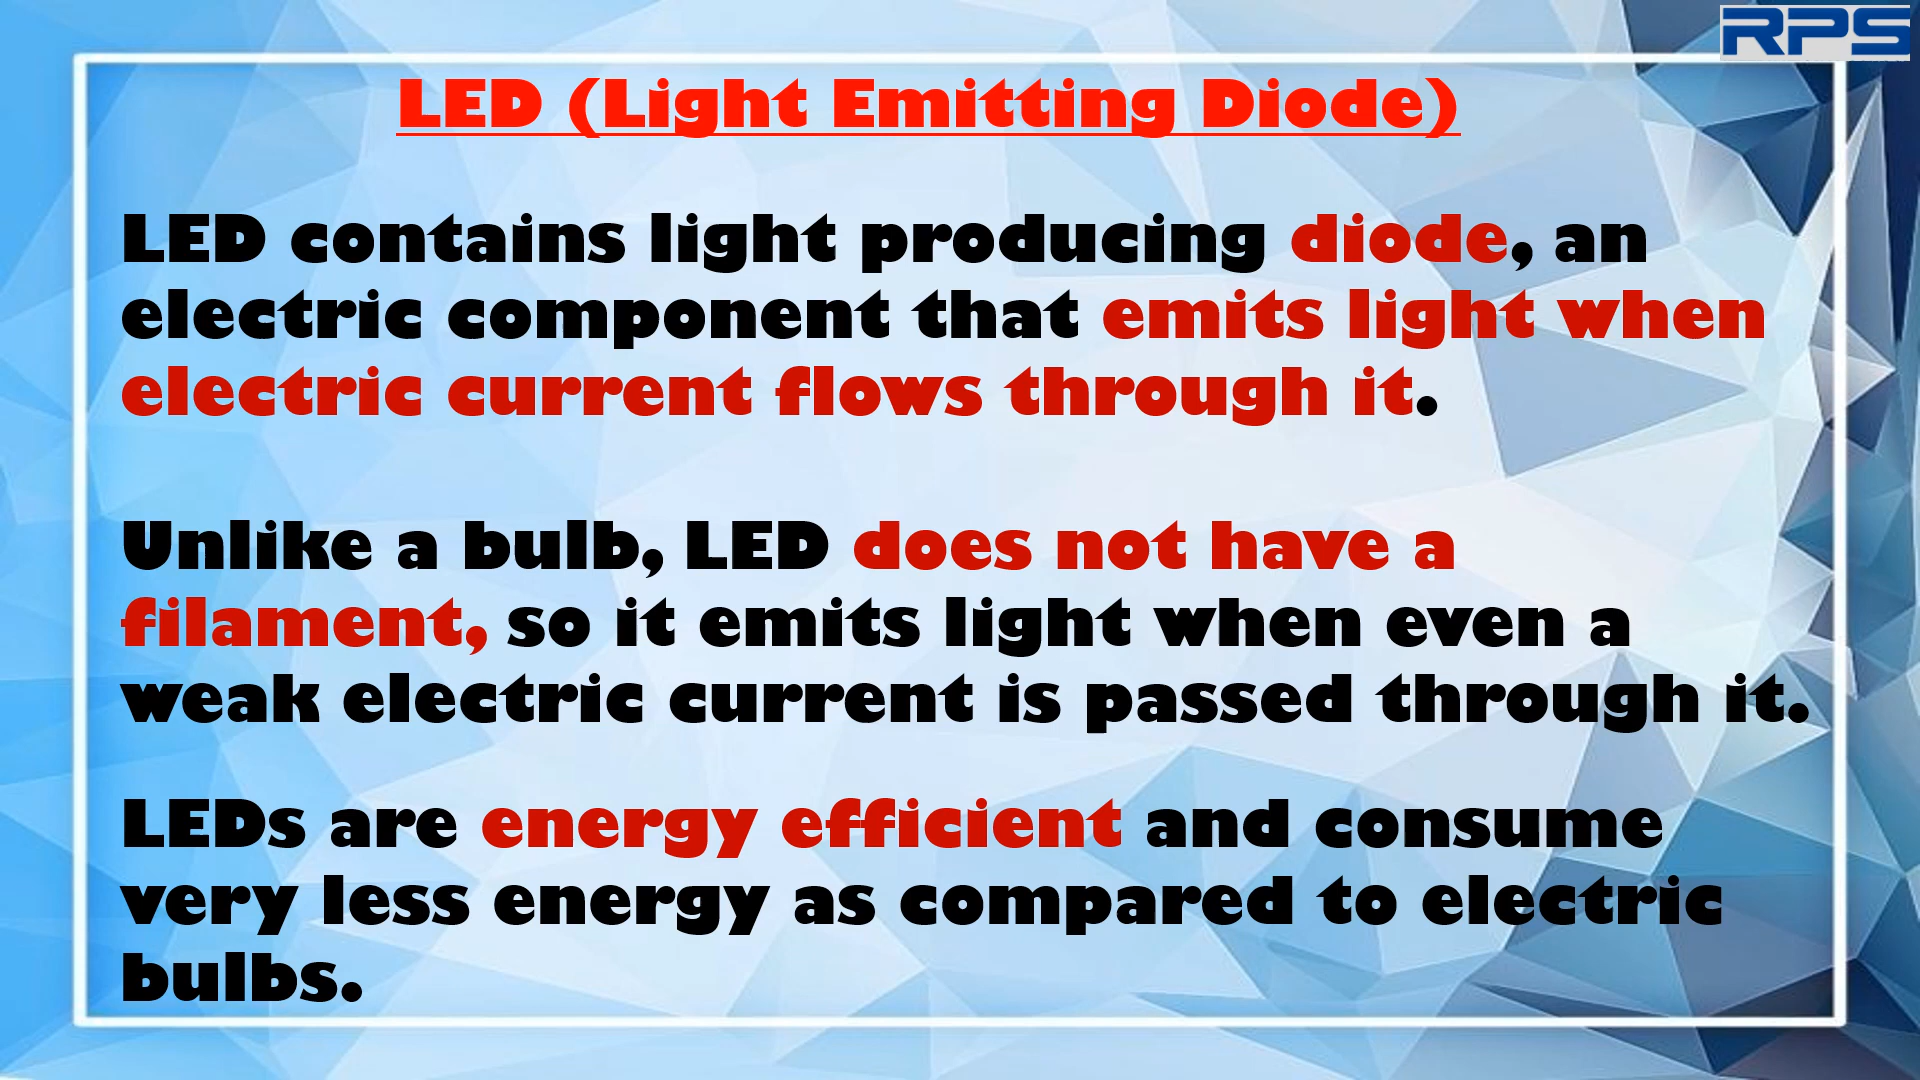 RPS
LED (Light Emitting Diode)
LED contains light producing diode, an
electric component that emits light when
electric current flows through it.
Unlike a bulb, LED does not have a
filament, so it emits light when even a
weak electric current is passed through it.
LEDs are energy efficient and consume
very less energy as compared to electric
bulbs.